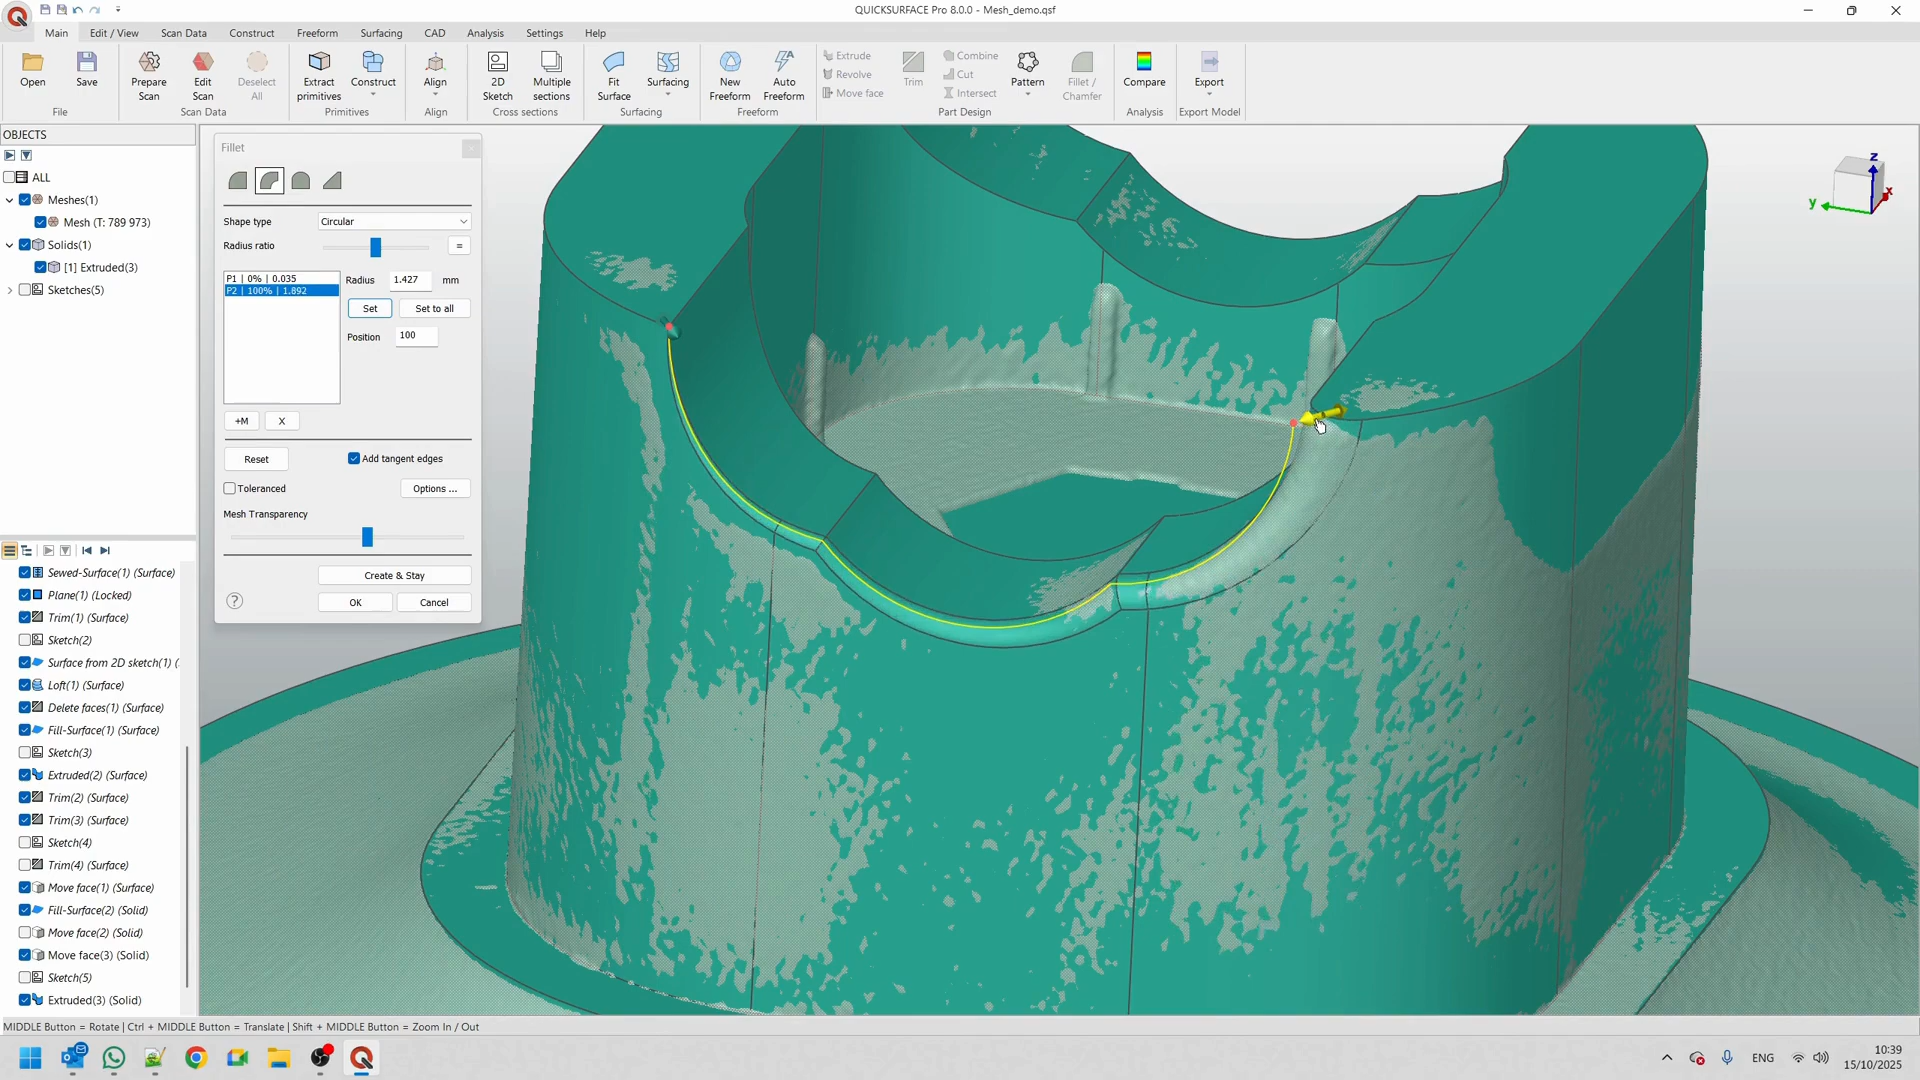 QUICKSURFACE Pro 8.0.0 - Mesh_demo.qsf
Main Edit / View Scan Data Construct Freeform Surfacing CAD Analysis Settings Help
Open
Save
File
Prepare Scan
Edit Scan
Deselect All
Scan Data
Extract primitives
Construct
Primitives
Align
Align
2D Sketch
Multiple sections
Cross sections
Fit Surface
Surfacing
Surfacing
New Freeform
Auto Freeform
Freeform
Extrude
Revolve
Move face
Trim
Combine
Cut
Intersect
Pattern
Fillet / Chamfer
Part Design
Compare
Analysis
Export
Export Model
OBJECTS
ALL
Meshes(1)
Mesh (T: 789 973)
Solids(1)
[1] Extruded(3)
Sketches(5)
Sewed-Surface(1) (Surface)
Plane(1) (Locked)
Trim(1) (Surface)
Sketch(2)
Surface from 2D sketch(1) (
Loft(1) (Surface)
Delete faces(1) (Surface)
Fill-Surface(1) (Surface)
Sketch(3)
Extruded(2) (Surface)
Trim(2) (Surface)
Trim(3) (Surface)
Sketch(4)
Trim(4) (Surface)
Move face(1) (Surface)
Fill-Surface(2) (Solid)
Move face(2) (Solid)
Move face(3) (Solid)
Sketch(5)
Extruded(3) (Solid)
Fillet
Shape type Circular
Radius ratio =
P1 | 0% | 0.035
P2 | 100% | 1.892
Radius 1.427 mm
Set Set to all
Position 100
+M X
Reset Add tangent edges
Toleranced Options ...
Mesh Transparency
Create & Stay
? OK Cancel
z
x
y
MIDDLE Button = Rotate | Ctrl + MIDDLE Button = Translate | Shift + MIDDLE Button = Zoom In / Out
ENG
10:39
15/10/2025